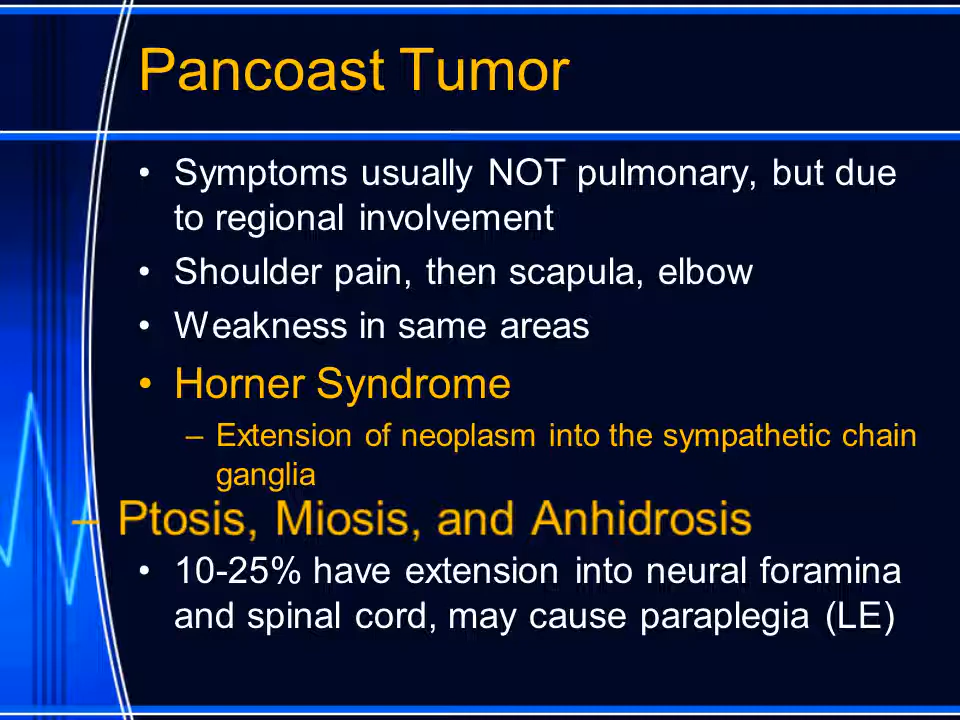 Pancoast Tumor
• Symptoms usually NOT pulmonary, but due
to regional involvement
• Shoulder pain, then scapula, elbow
• Weakness in same areas
• Horner Syndrome
– Extension of neoplasm into the sympathetic chain
ganglia
– Ptosis, Miosis, and Anhidrosis
• 10-25% have extension into neural foramina
and spinal cord, may cause paraplegia (LE)